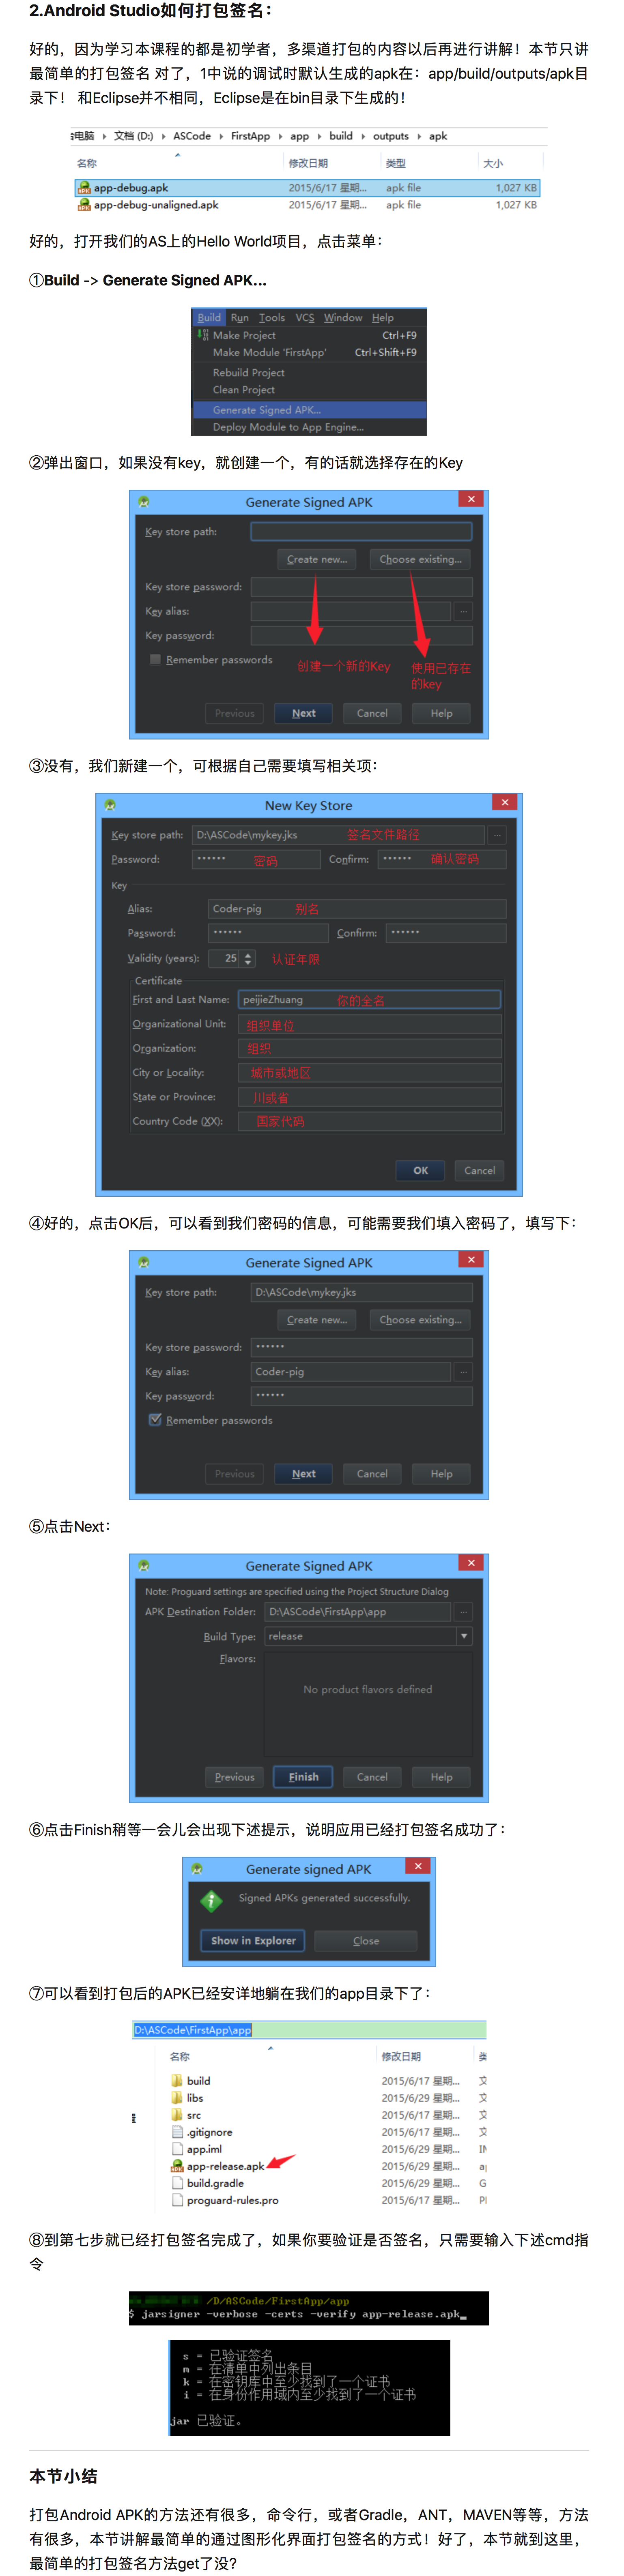 2.Android Studio如何打包签名：
好的，因为学习本课程的都是初学者，多渠道打包的内容以后再进行讲解！本节只讲
最简单的打包签名 对了，1中说的调试时默认生成的apk在：app/build/outputs/apk目
录下！ 和Eclipse并不相同，Eclipse是在bin目录下生成的！
电脑 ▸ 文档 (D:) ▸ ASCode ▸ FirstApp ▸ app ▸ build ▸ outputs ▸ apk
名称 修改日期 类型 大小
app-debug.apk 2015/6/17 星期... apk file 1,027 KB
app-debug-unaligned.apk 2015/6/17 星期... apk file 1,027 KB
好的，打开我们的AS上的Hello World项目，点击菜单：
①Build -> Generate Signed APK...
Build Run Tools VCS Window Help
Make Project Ctrl+F9
Make Module 'FirstApp' Ctrl+Shift+F9
Rebuild Project
Clean Project
Generate Signed APK...
Deploy Module to App Engine...
②弹出窗口，如果没有key，就创建一个，有的话就选择存在的Key
Generate Signed APK
Key store path:
Create new... Choose existing...
Key store password:
Key alias: ...
Key password:
Remember passwords
创建一个新的Key 使用已存在
的key
Previous Next Cancel Help
③没有，我们新建一个，可根据自己需要填写相关项：
New Key Store
Key store path: D:\ASCode\mykey.jks 签名文件路径 ...
Password: •••••• 密码 Confirm: •••••• 确认密码
Key
Alias: Coder-pig 别名
Password: •••••• Confirm: ••••••
Validity (years): 25 认证年限
Certificate
First and Last Name: peijieZhuang 你的全名
Organizational Unit: 组织单位
Organization: 组织
City or Locality: 城市或地区
State or Province: 川或省
Country Code (XX): 国家代码
OK Cancel
④好的，点击OK后，可以看到我们密码的信息，可能需要我们填入密码了，填写下：
Generate Signed APK
Key store path: D:\ASCode\mykey.jks
Create new... Choose existing...
Key store password: ••••••
Key alias: Coder-pig ...
Key password: ••••••
Remember passwords
Previous Next Cancel Help
⑤点击Next：
Generate Signed APK
Note: Proguard settings are specified using the Project Structure Dialog
APK Destination Folder: D:\ASCode\FirstApp\app ...
Build Type: release
Flavors:
No product flavors defined
Previous Finish Cancel Help
⑥点击Finish稍等一会儿会出现下述提示，说明应用已经打包签名成功了：
Generate signed APK
Signed APKs generated successfully.
Show in Explorer Close
⑦可以看到打包后的APK已经安详地躺在我们的app目录下了：
D:\ASCode\FirstApp\app
名称 修改日期
build 2015/6/17 星期...
libs 2015/6/29 星期...
src 2015/6/17 星期...
.gitignore 2015/6/17 星期...
app.iml 2015/6/29 星期...
app-release.apk 2015/6/29 星期...
build.gradle 2015/6/29 星期...
proguard-rules.pro 2015/6/17 星期...
⑧到第七步就已经打包签名完成了，如果你要验证是否签名，只需要输入下述cmd指
令
/D/ASCode/FirstApp/app
$ jarsigner -verbose -certs -verify app-release.apk_
s = 已验证签名
m = 在清单中列出条目
k = 在密钥库中至少找到了一个证书
i = 在身份作用域内至少找到了一个证书
jar 已验证。
本节小结
打包Android APK的方法还有很多，命令行，或者Gradle，ANT，MAVEN等等，方法
有很多，本节讲解最简单的通过图形化界面打包签名的方式！好了，本节就到这里，
最简单的打包签名方法get了没?